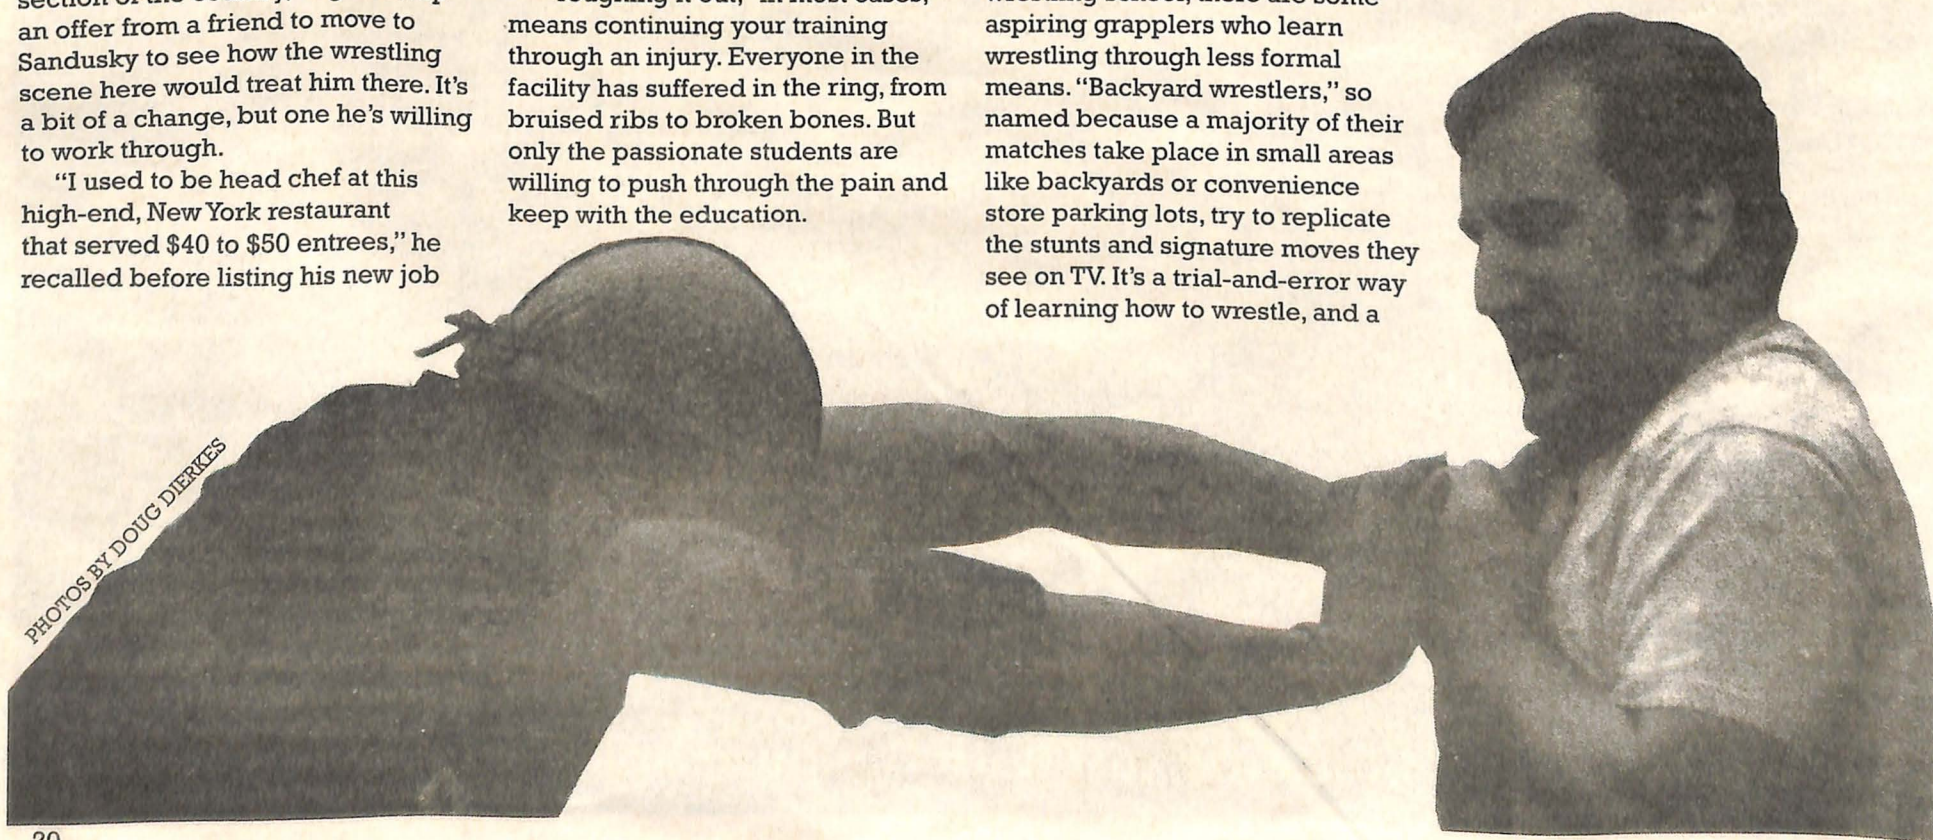 an offer from a friend to move to
Sandusky to see how the wrestling
scene here would treat him there. It's
a bit of a change, but one he's willing
to work through.
“I used to be head chef at this
high-end, New York restaurant
that served $40 to $50 entrees,” he
recalled before listing his new job
means continuing your training
through an injury. Everyone in the
facility has suffered in the ring, from
bruised ribs to broken bones. But
only the passionate students are
willing to push through the pain and
keep with the education.
aspiring grapplers who learn
wrestling through less formal
means. “Backyard wrestlers,” so
named because a majority of their
matches take place in small areas
like backyards or convenience
store parking lots, try to replicate
the stunts and signature moves they
see on TV. It's a trial-and-error way
of learning how to wrestle, and a
PHOTOS BY DOUG DIERKES